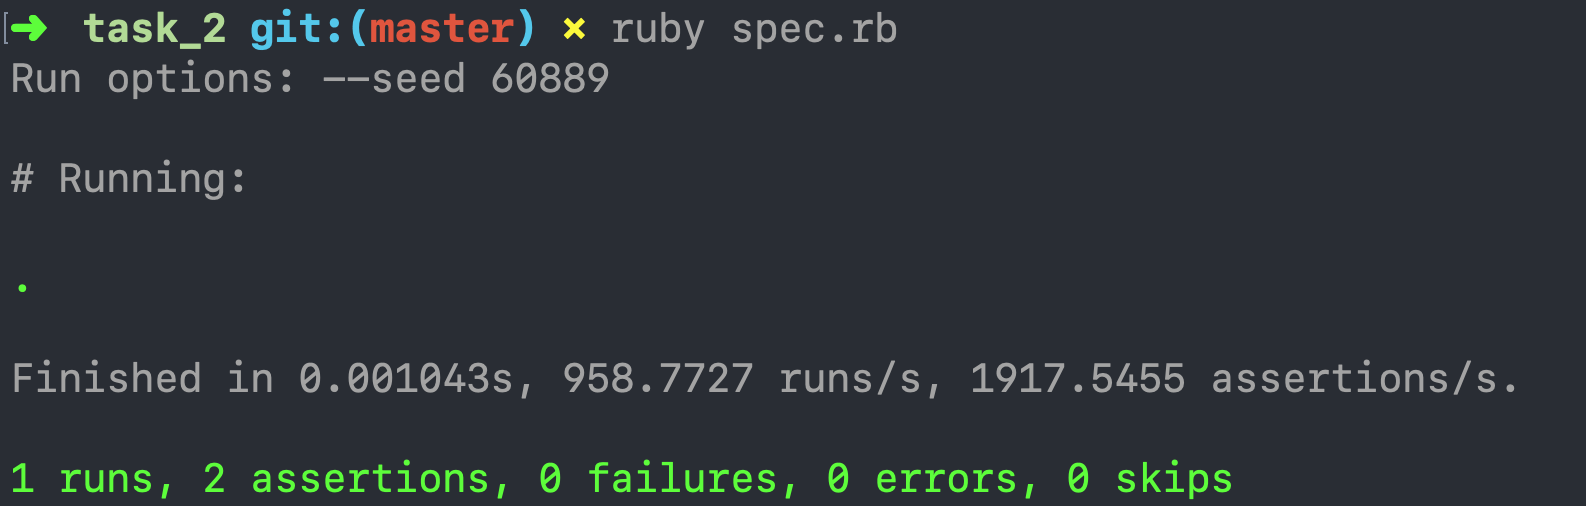 ➜ task_2 git:(master) ✗ ruby spec.rb
Run options: --seed 60889
# Running:
.
Finished in 0.001043s, 958.7727 runs/s, 1917.5455 assertions/s.
1 runs, 2 assertions, 0 failures, 0 errors, 0 skips